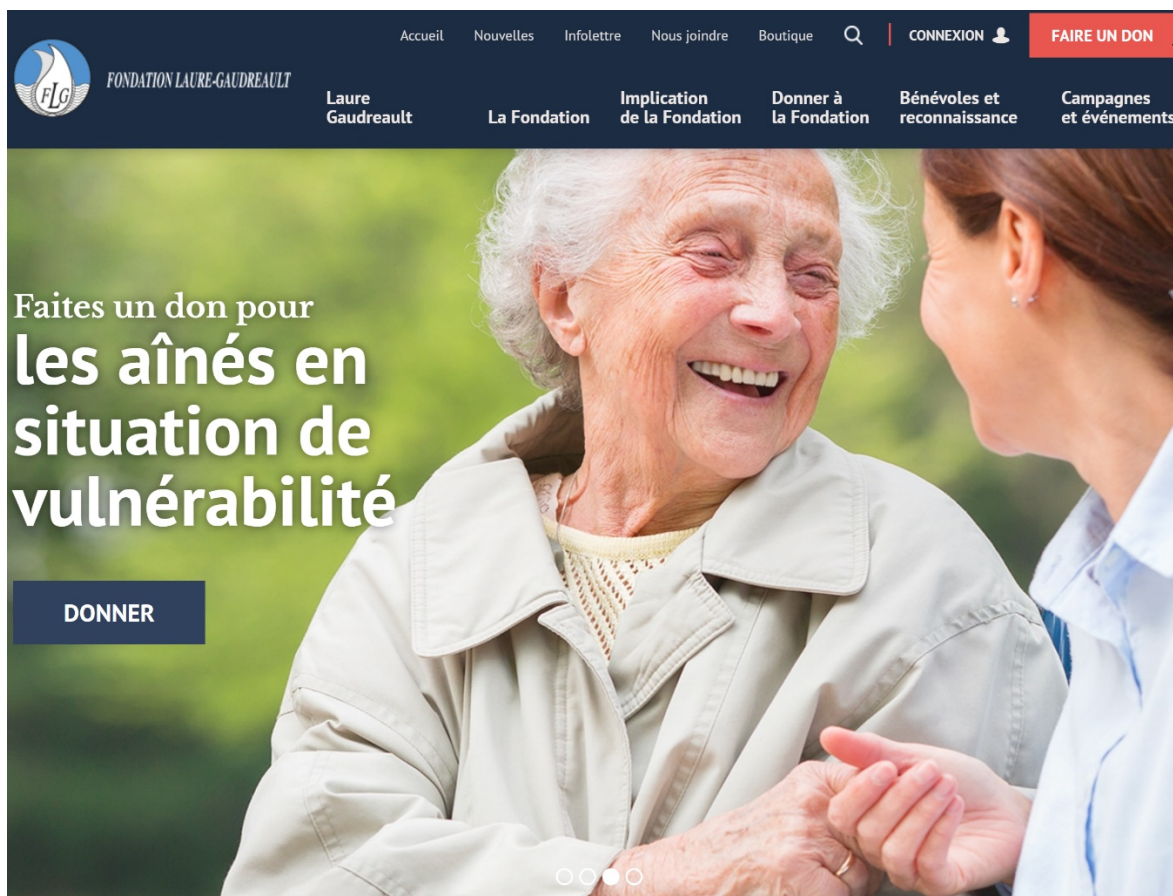 Accueil Nouvelles Infolettre Nous joindre Boutique CONNEXION FAIRE UN DON
FLG
FONDATION LAURE-GAUDREAULT
Laure
Gaudreault
La Fondation
Implication
de la Fondation
Donner à
la Fondation
Bénévoles et
reconnaissance
Campagnes
et événements
Faites un don pour
les aînés en
situation de
vulnérabilité
DONNER